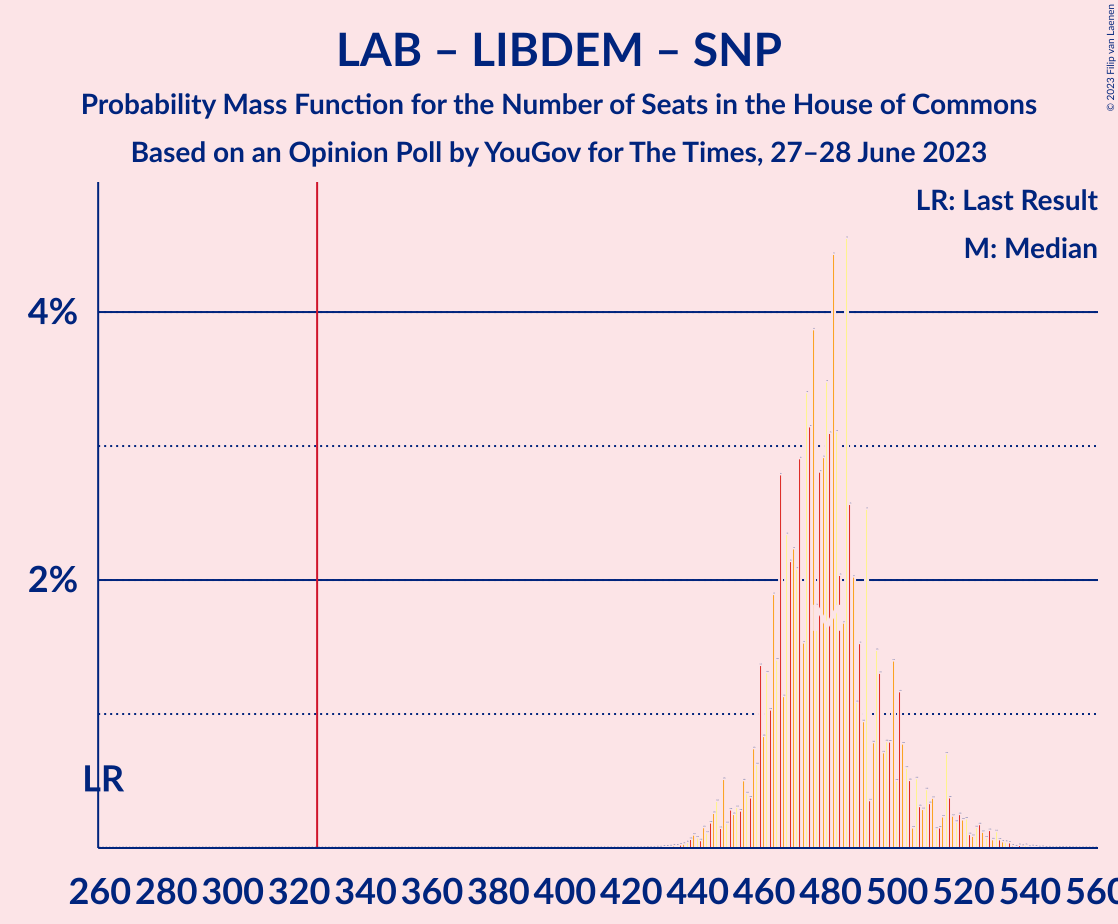 LAB – LIBDEM – SNP
Probability Mass Function for the Number of Seats in the House of Commons
Based on an Opinion Poll by YouGov for The Times, 27–28 June 2023
© 2023 Filip van Laenen
LR: Last Result
M: Median
4%
2%
LR
260 280 300 320 340 360 380 400 420 440 460 480 500 520 540 560